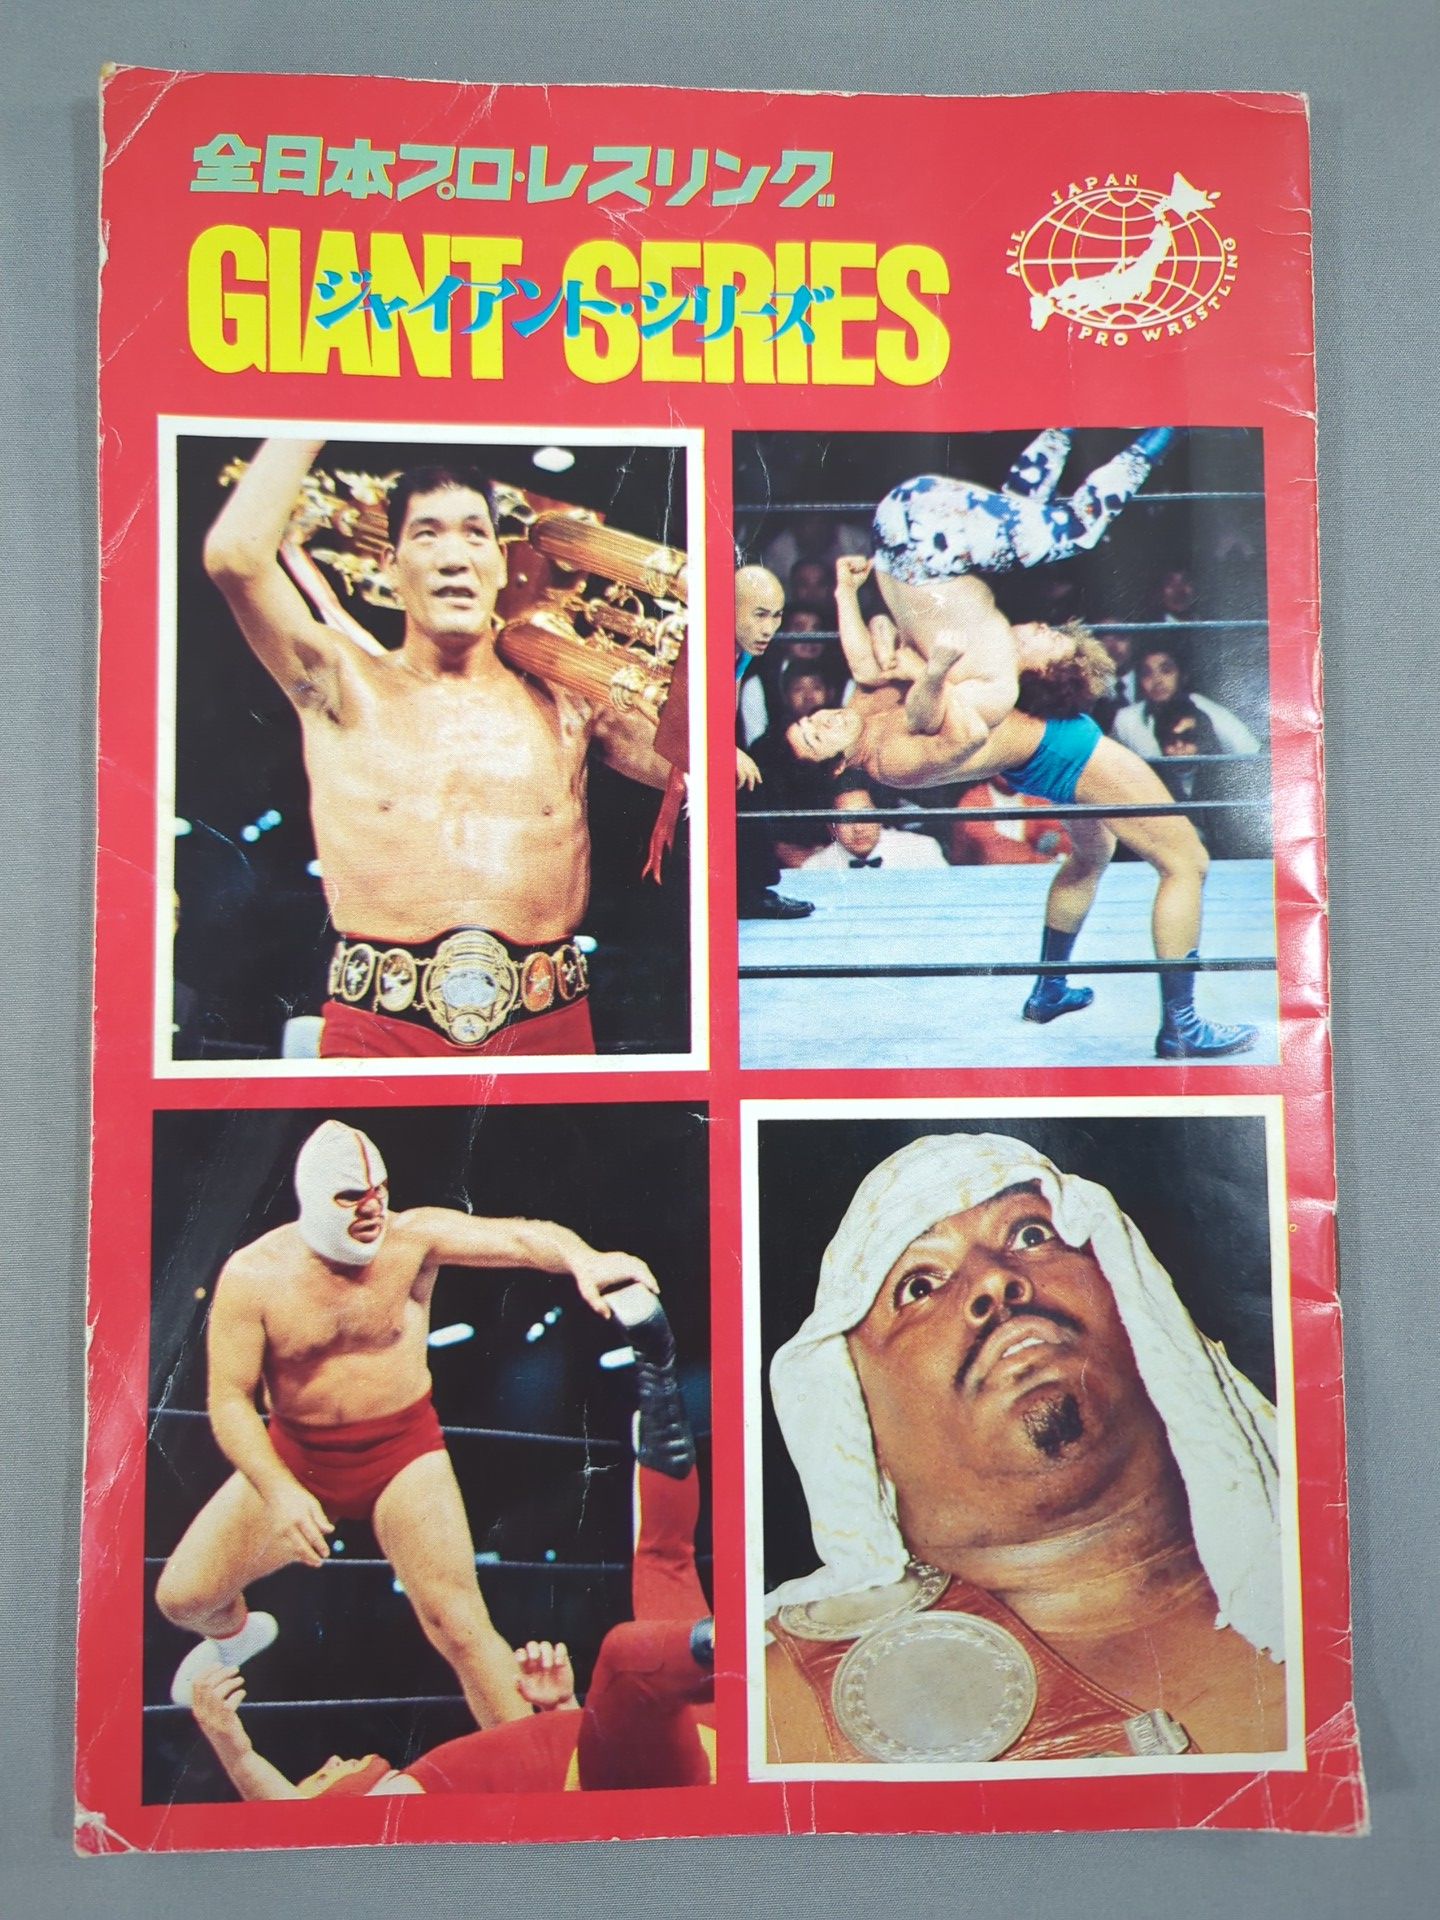 全日本プロ・レスリング
GIANT SERIES
ジャイアント・シリーズ
ALL JAPAN
PRO WRESTLING